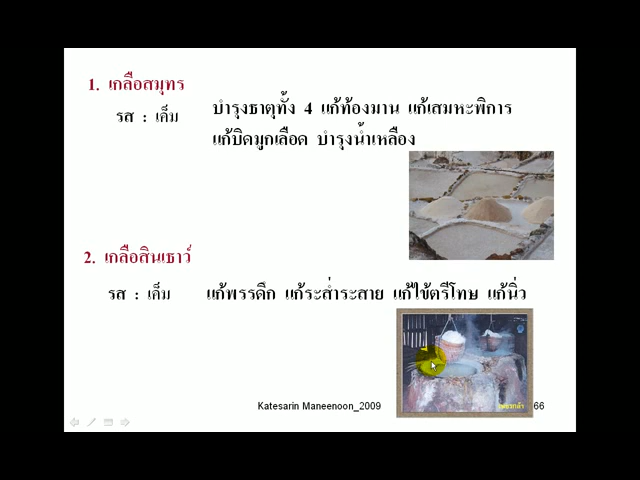 1. เกลือสมุทร
รส : เค็ม
บำรุงธาตุทั้ง 4 แก้ท้องมาน แก้เสมหะพิการ
แก้บิดมูกเลือด บำรุงน้ำเหลือง
2. เกลือสินเธาว์
รส : เค็ม
แก้พรรดึก แก้ระส่ำระสาย แก้ไข้ตรีโทษ แก้นิ่ว
Katesarin Maneenoon_2009
66